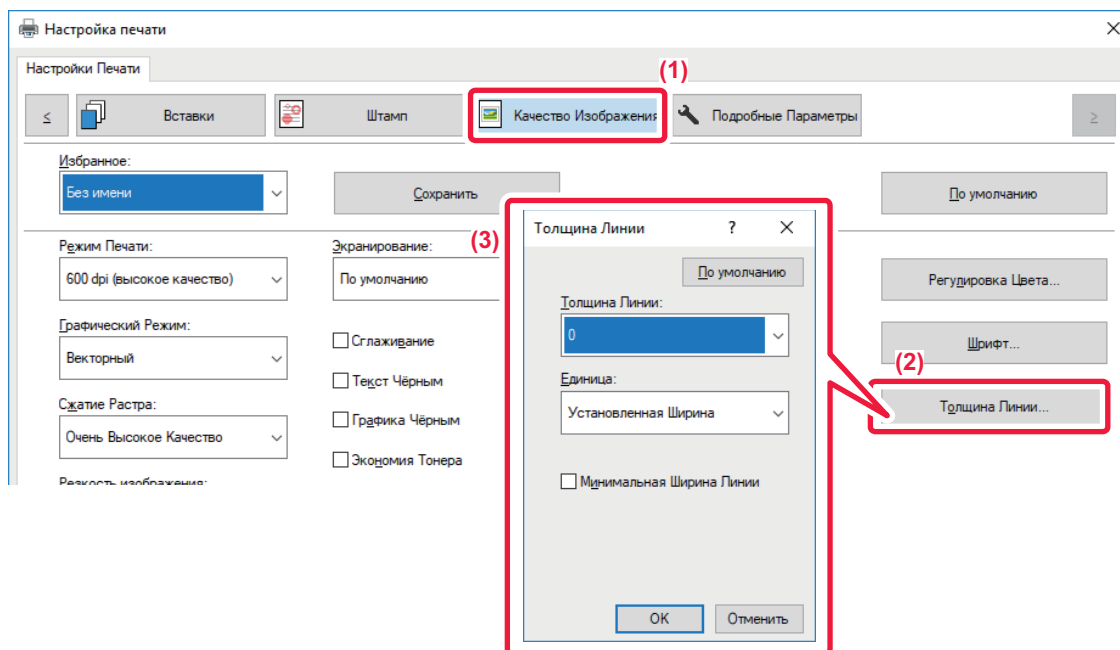 Настройка печати
Настройки Печати
(1)
<
Вставки
Штамп
Качество Изображения
Подробные Параметры
>
Избранное:
Без имени
Сохранить
По умолчанию
Режим Печати:
600 dpi (высокое качество)
Экранирование:
По умолчанию
(3)
Толщина Линии
?
По умолчанию
Толщина Линии:
0
Единица:
Установленная Ширина
Минимальная Ширина Линии
OK
Отменить
Регулировка Цвета...
Графический Режим:
Векторный
Сглаживание
Шрифт...
(2)
Текст Чёрным
Толщина Линии...
Сжатие Растра:
Очень Высокое Качество
Графика Чёрным
Экономия Тонера
Резкость изображения: